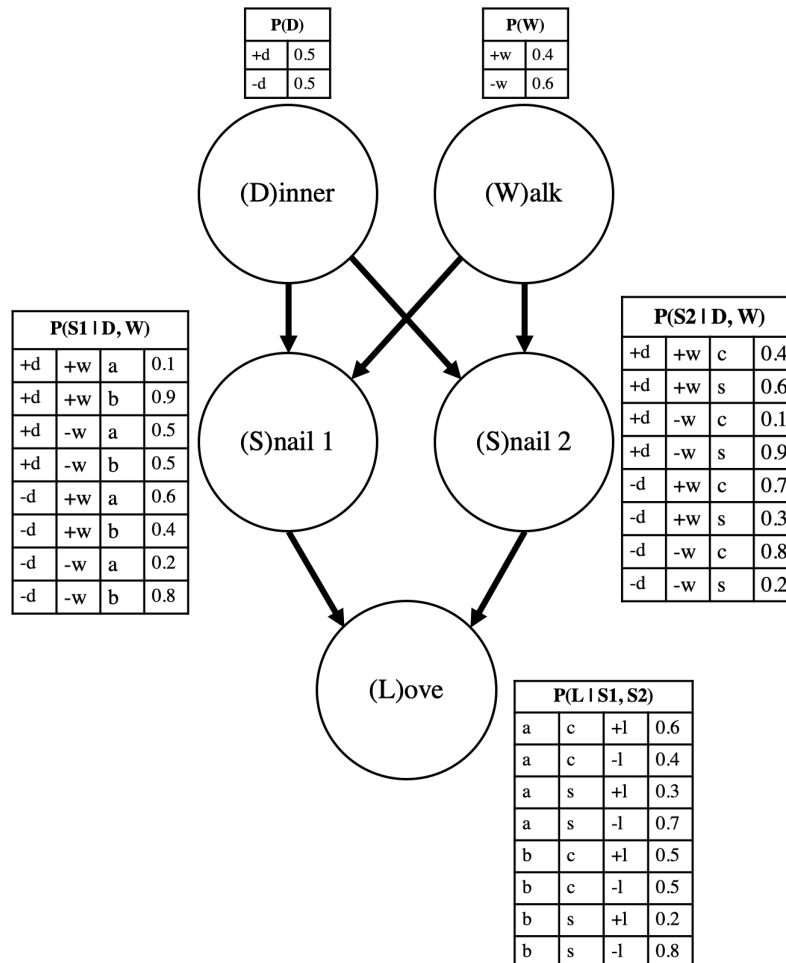 P(D)
+d 0.5
-d 0.5
P(W)
+w 0.4
-w 0.6
(D)inner
(W)alk
P(S1 | D, W)
+d +w a 0.1
+d +w b 0.9
+d -w a 0.5
+d -w b 0.5
-d +w a 0.6
-d +w b 0.4
-d -w a 0.2
-d -w b 0.8
(S)nail 1
(S)nail 2
P(S2 | D, W)
+d +w c 0.4
+d +w s 0.6
+d -w c 0.1
+d -w s 0.9
-d +w c 0.7
-d +w s 0.3
-d -w c 0.8
-d -w s 0.2
(L)ove
P(L | S1, S2)
a c +l 0.6
a c -l 0.4
a s +l 0.3
a s -l 0.7
b c +l 0.5
b c -l 0.5
b s +l 0.2
b s -l 0.8